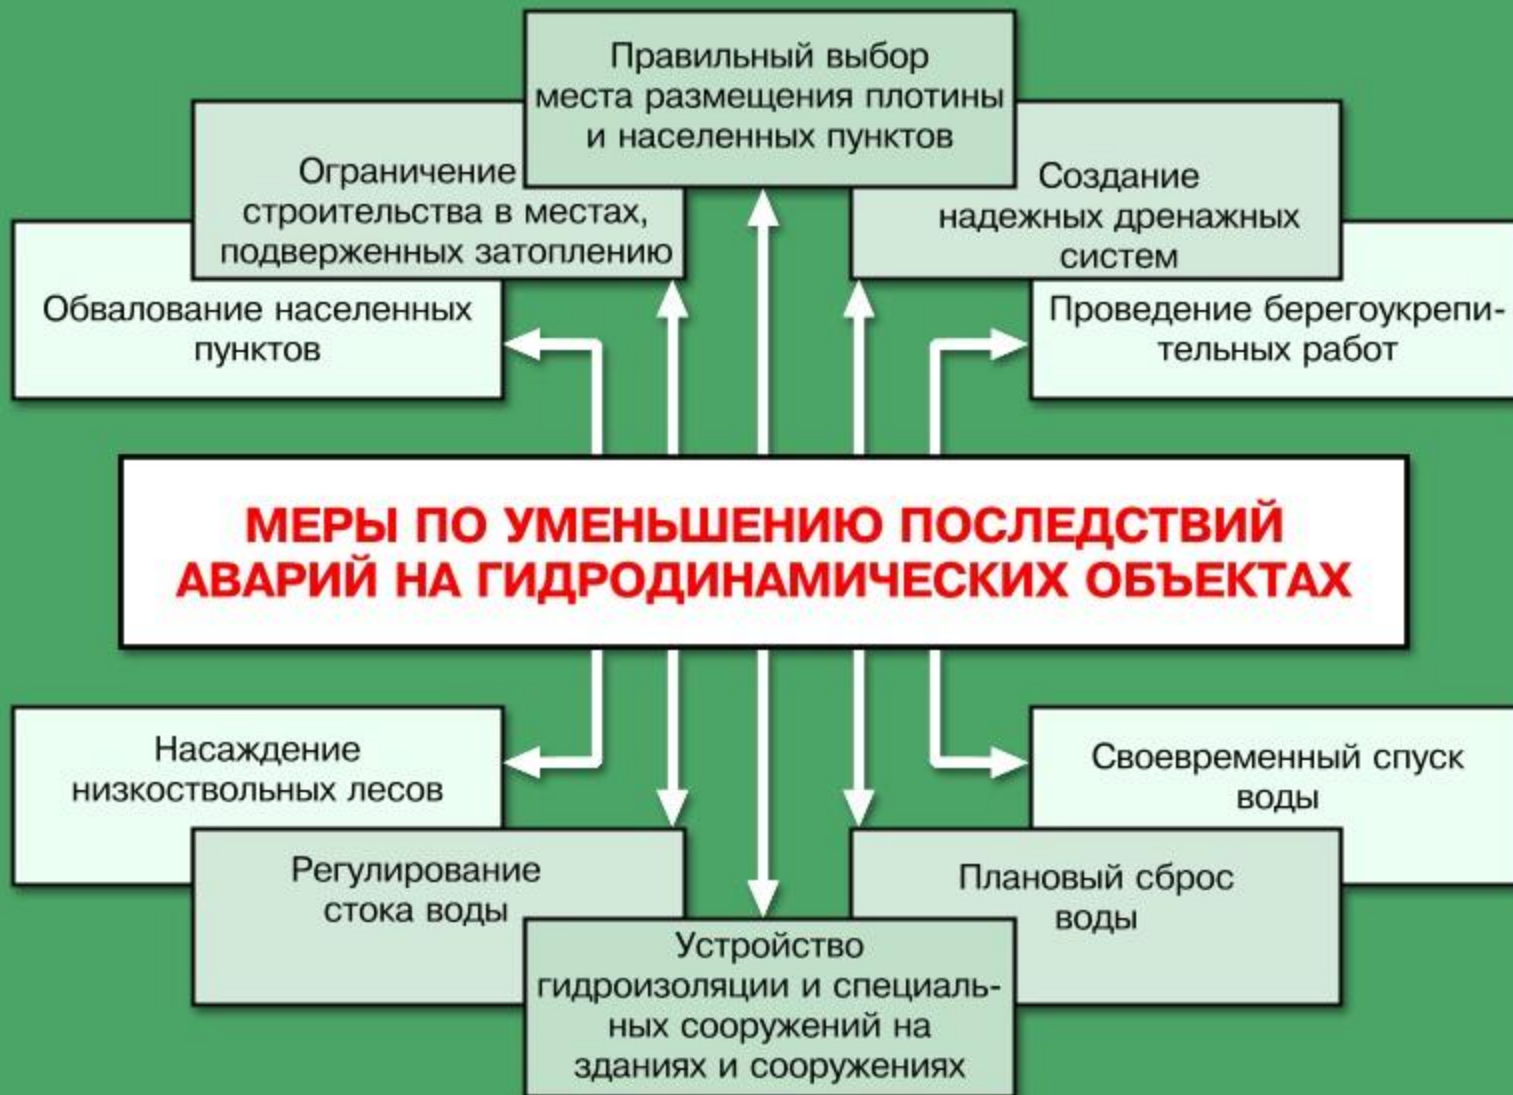 Правильный выбор
места размещения плотины
и населенных пунктов
Ограничение
строительства в местах,
подверженных затоплению
Создание
надежных дренажных
систем
Обвалование населенных
пунктов
Проведение берегоукрепи-
тельных работ
МЕРЫ ПО УМЕНЬШЕНИЮ ПОСЛЕДСТВИЙ
АВАРИЙ НА ГИДРОДИНАМИЧЕСКИХ ОБЪЕКТАХ
Насаждение
низкоствольных лесов
Своевременный спуск
воды
Регулирование
стока воды
Плановый сброс
воды
Устройство
гидроизоляции и специаль-
ных сооружений на
зданиях и сооружениях